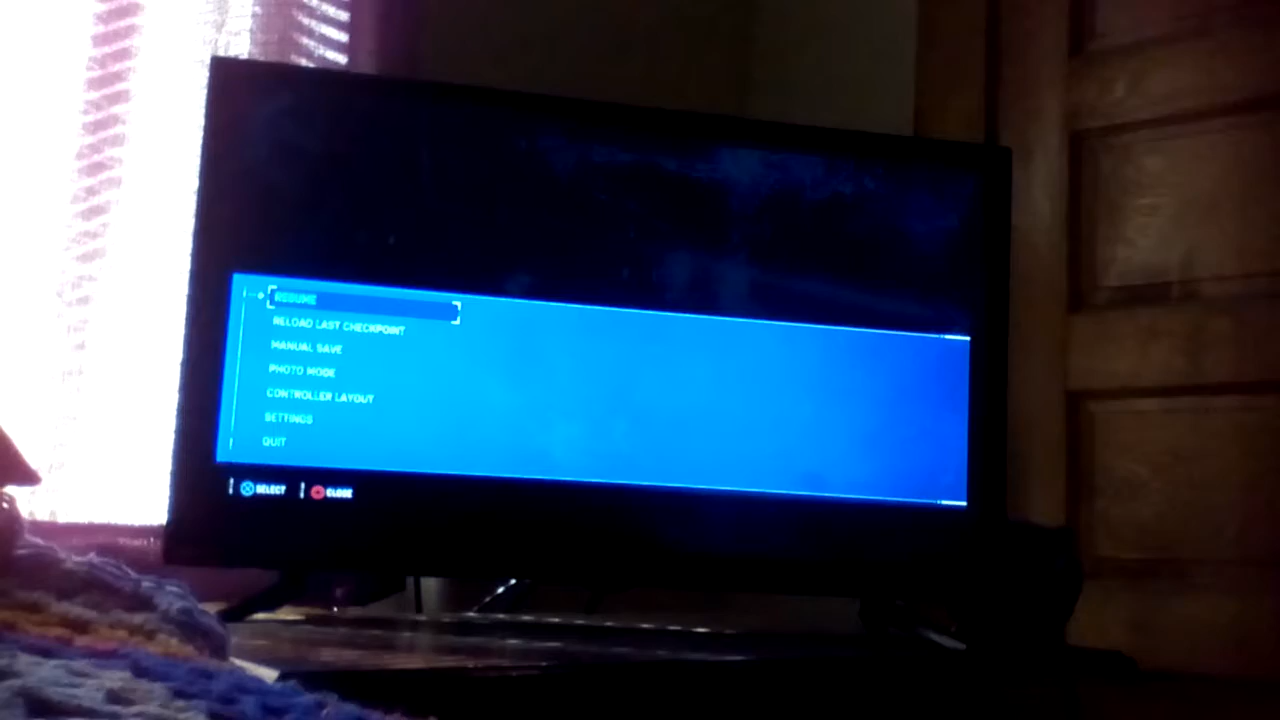 RESUME
RELOAD LAST CHECKPOINT
MANUAL SAVE
PHOTO MODE
CONTROLLER LAYOUT
SETTINGS
QUIT
SELECT CLOSE